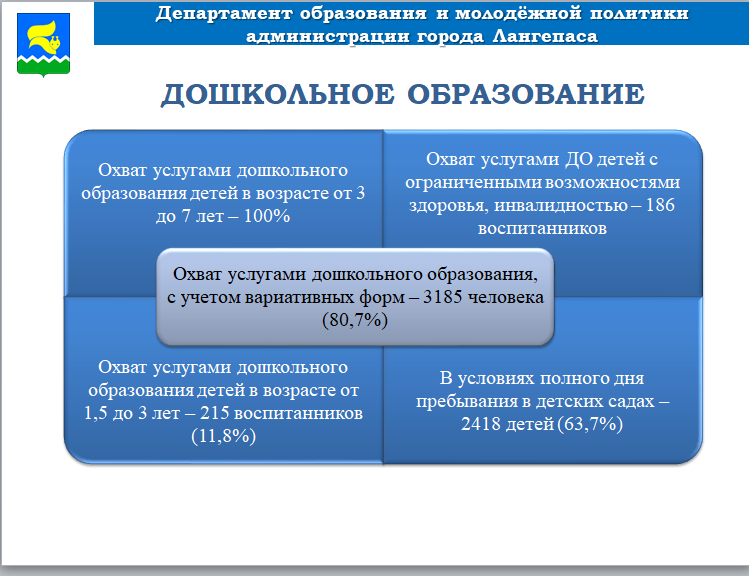 Департамент образования и молодёжной политики
администрации города Лангепаса
ДОШКОЛЬНОЕ ОБРАЗОВАНИЕ
Охват услугами дошкольного
образования детей в возрасте от 3
до 7 лет – 100%
Охват услугами ДО детей с
ограниченными возможностями
здоровья, инвалидностью – 186
воспитанников
Охват услугами дошкольного образования,
с учетом вариативных форм – 3185 человека
(80,7%)
Охват услугами дошкольного
образования детей в возрасте от
1,5 до 3 лет – 215 воспитанников
(11,8%)
В условиях полного дня
пребывания в детских садах –
2418 детей (63,7%)